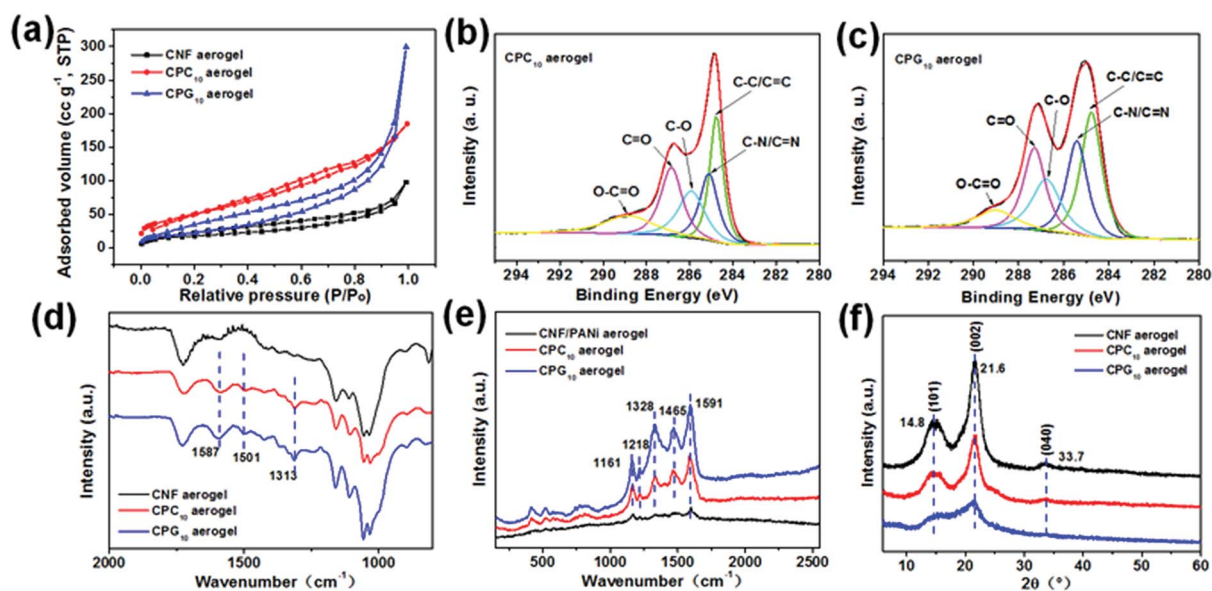 (a)
CNF aerogel
CPC10 aerogel
CPG10 aerogel
Adsorbed volume (cc g-1, STP)
300
250
200
150
100
50
0
0.0 0.2 0.4 0.6 0.8 1.0
Relative pressure (P/Po)
(b)
CPC10 aerogel
C-C/C=C
C=O
C-O
C-N/C=N
O-C=O
Intensity (a. u.)
295 294 292 290 288 286 284 282 280
Binding Energy (eV)
(c)
CPG10 aerogel
C-C/C=C
C-O
C=O
C-N/C=N
O-C=O
Intensity (a. u.)
294 292 290 288 286 284 282 280
Binding Energy (eV)
(d)
1587
1501
1313
CNF aerogel
CPC10 aerogel
CPG10 aerogel
Intensity (a.u.)
2000 1500 1000
Wavenumber（cm-1）
(e)
CNF/PANi aerogel
CPC10 aerogel
CPG10 aerogel
1591
1328
1465
1218
1161
Intensity (a.u.)
500 1000 1500 2000 2500
Wavenumber（cm-1）
(f)
(002)
CNF aerogel
CPC10 aerogel
CPG10 aerogel
21.6
(101)
14.8
(040)
33.7
Intensity (a.u.)
10 20 30 40 50 60
2θ（°）